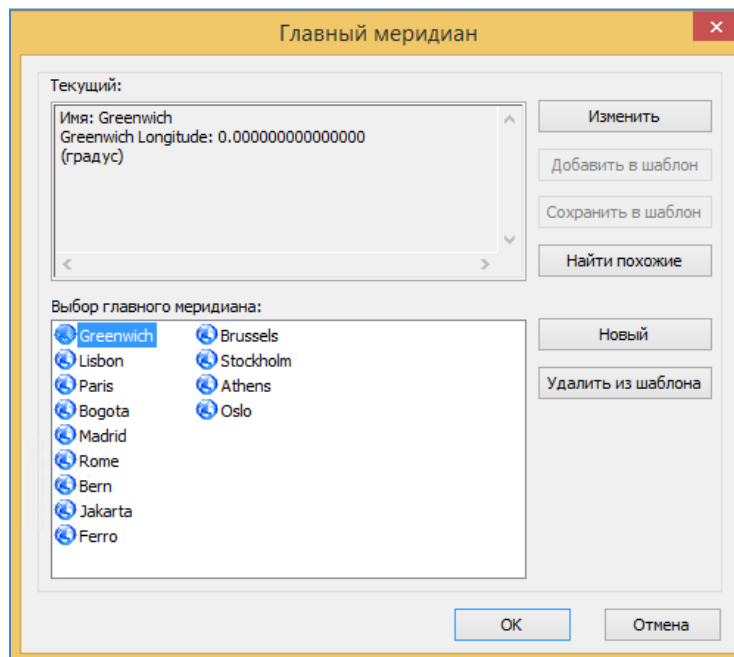 Главный меридиан
Текущий:
Имя: Greenwich
Greenwich Longitude: 0.000000000000000
(градус)
Изменить
Добавить в шаблон
Сохранить в шаблон
Найти похожие
Выбор главного меридиана:
Greenwich
Lisbon
Paris
Bogota
Madrid
Rome
Bern
Jakarta
Ferro
Brussels
Stockholm
Athens
Oslo
Новый
Удалить из шаблона
OK
Отмена